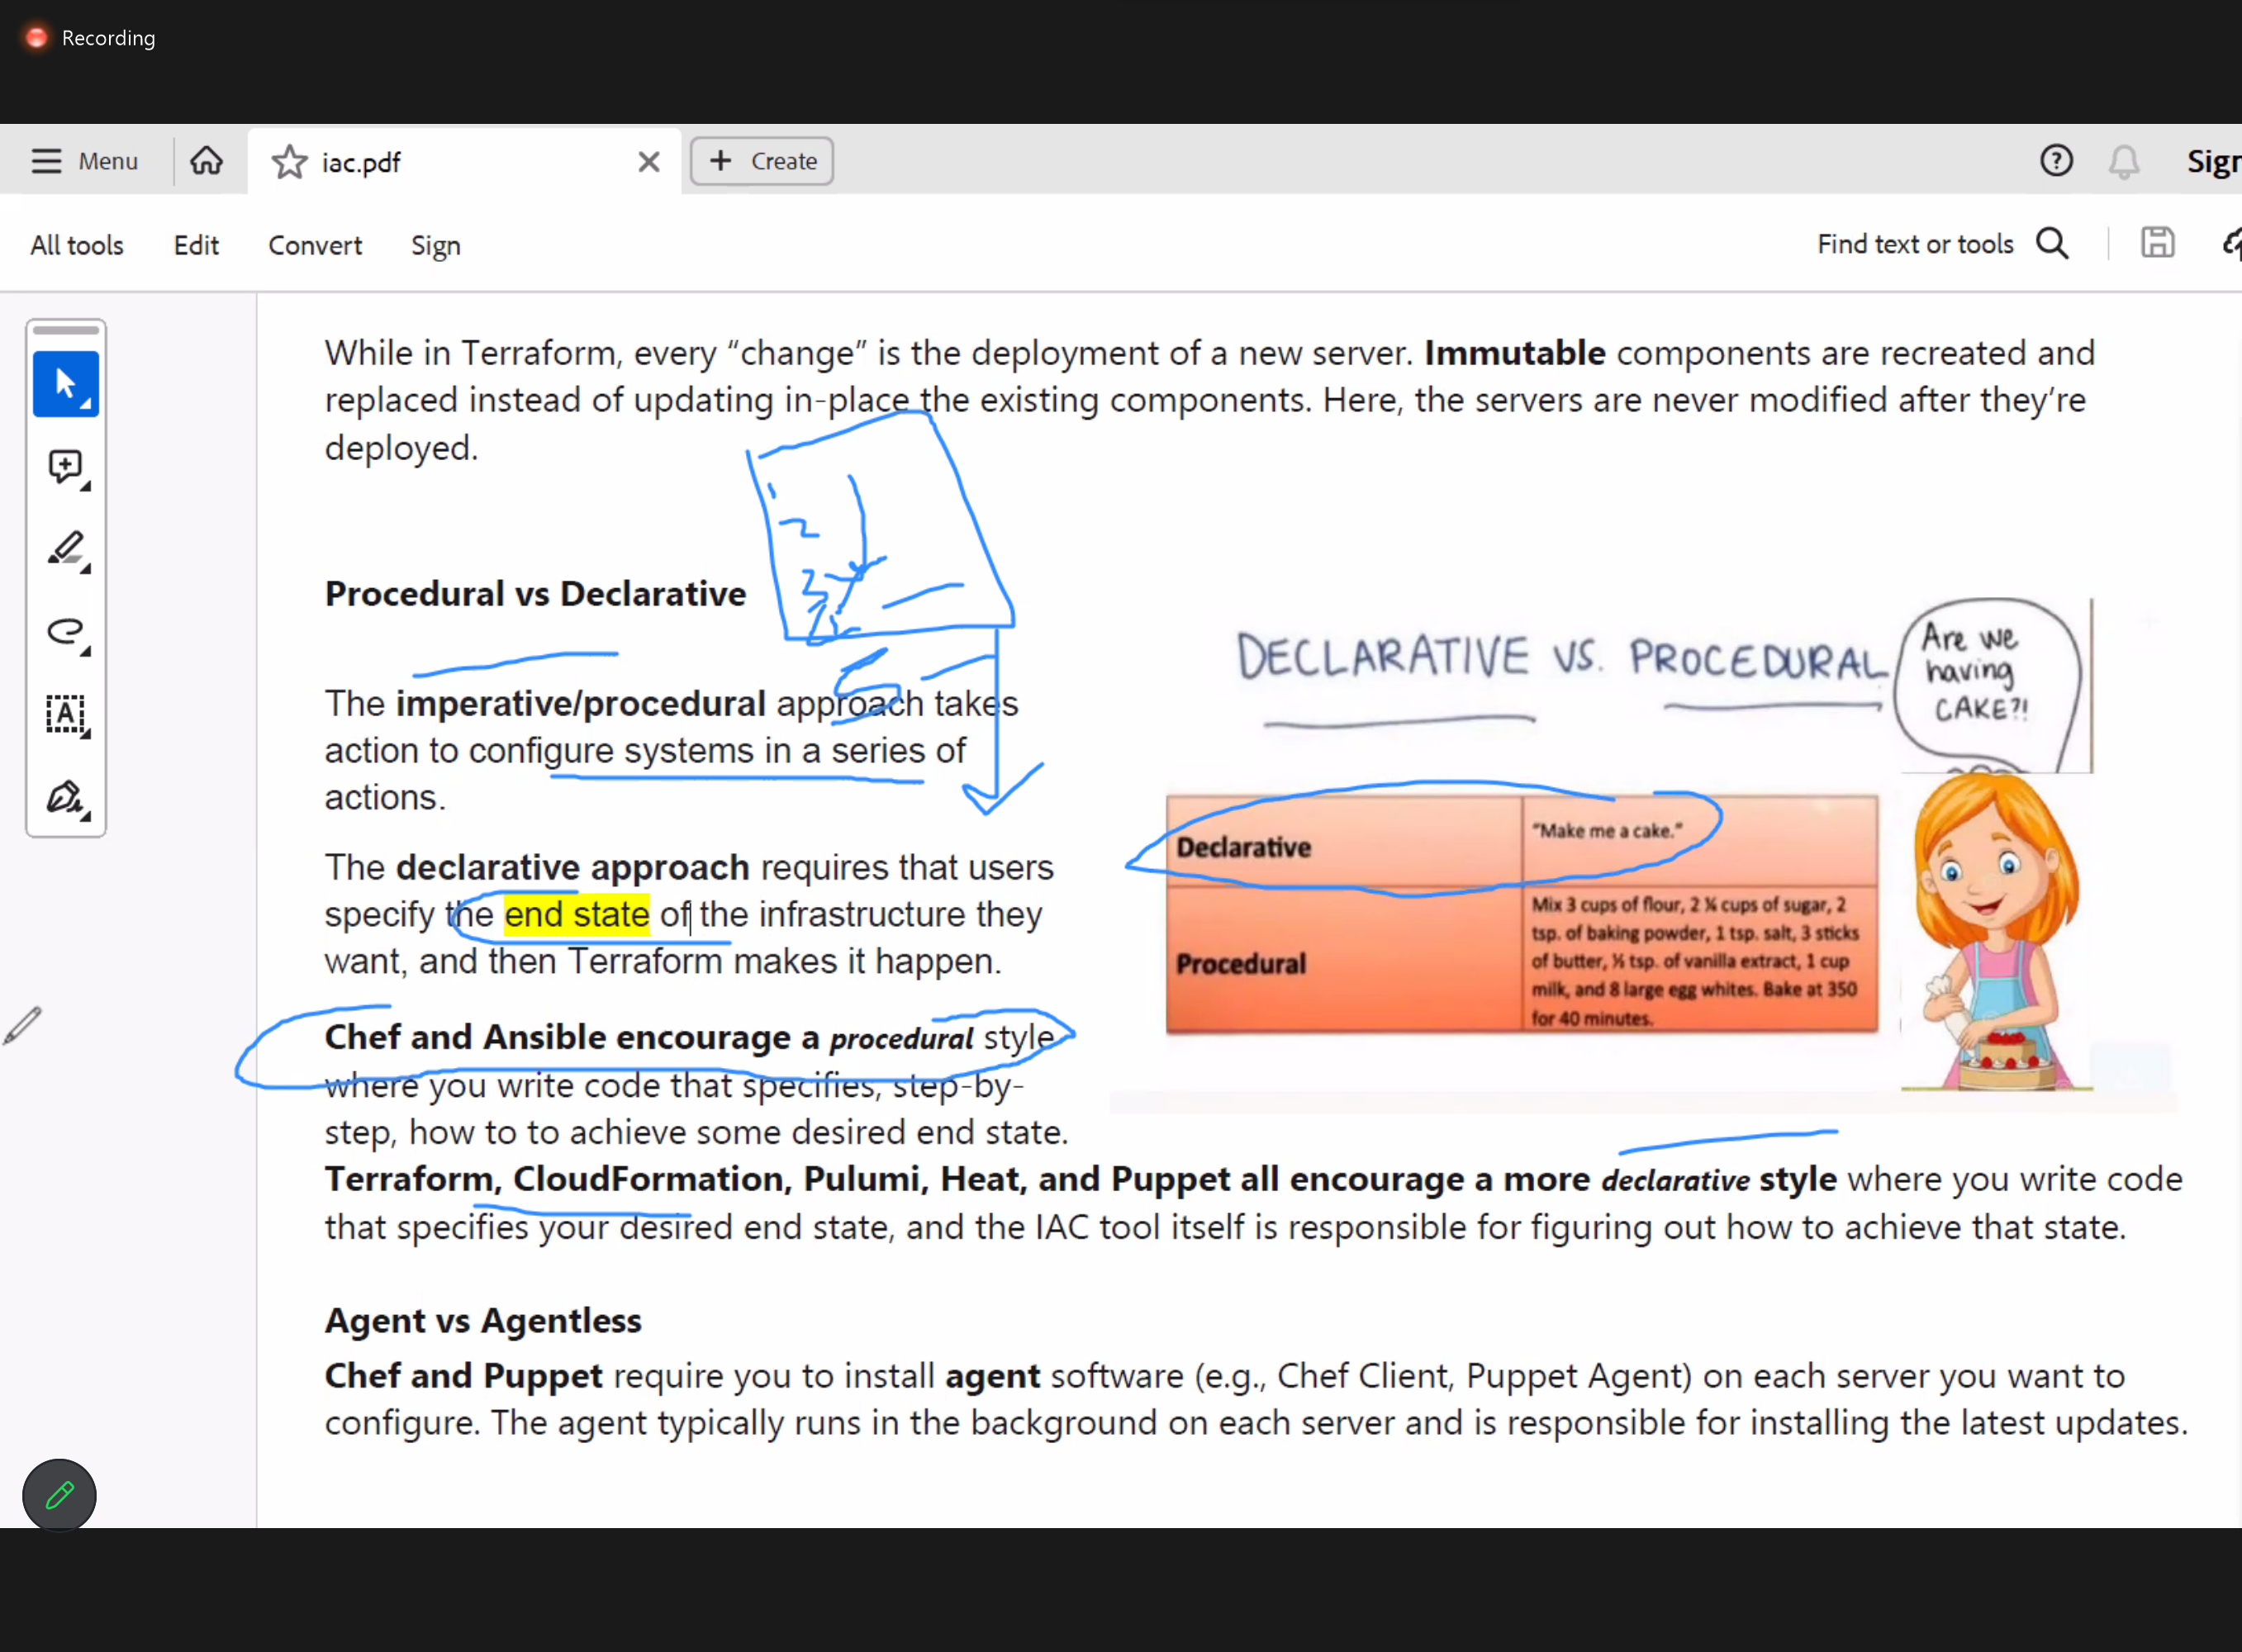 Recording
Menu
iac.pdf
Create
Sign
All tools
Edit
Convert
Sign
Find text or tools
While in Terraform, every “change” is the deployment of a new server. Immutable components are recreated and
replaced instead of updating in-place the existing components. Here, the servers are never modified after they’re
deployed.
1
2
3
4
5
Procedural vs Declarative
The imperative/procedural approach takes
action to configure systems in a series of
actions.
The declarative approach requires that users
specify the end state of the infrastructure they
want, and then Terraform makes it happen.
Chef and Ansible encourage a procedural style
where you write code that specifies, step-by-
step, how to to achieve some desired end state.
DECLARATIVE VS. PROCEDURAL
Are we
having
CAKE?!
Declarative
“Make me a cake.”
Procedural
Mix 3 cups of flour, 2 ¼ cups of sugar, 2
tsp. of baking powder, 1 tsp. salt, 3 sticks
of butter, ½ tsp. of vanilla extract, 1 cup
milk, and 8 large egg whites. Bake at 350
for 40 minutes.
Terraform, CloudFormation, Pulumi, Heat, and Puppet all encourage a more declarative style where you write code
that specifies your desired end state, and the IAC tool itself is responsible for figuring out how to achieve that state.
Agent vs Agentless
Chef and Puppet require you to install agent software (e.g., Chef Client, Puppet Agent) on each server you want to
configure. The agent typically runs in the background on each server and is responsible for installing the latest updates.